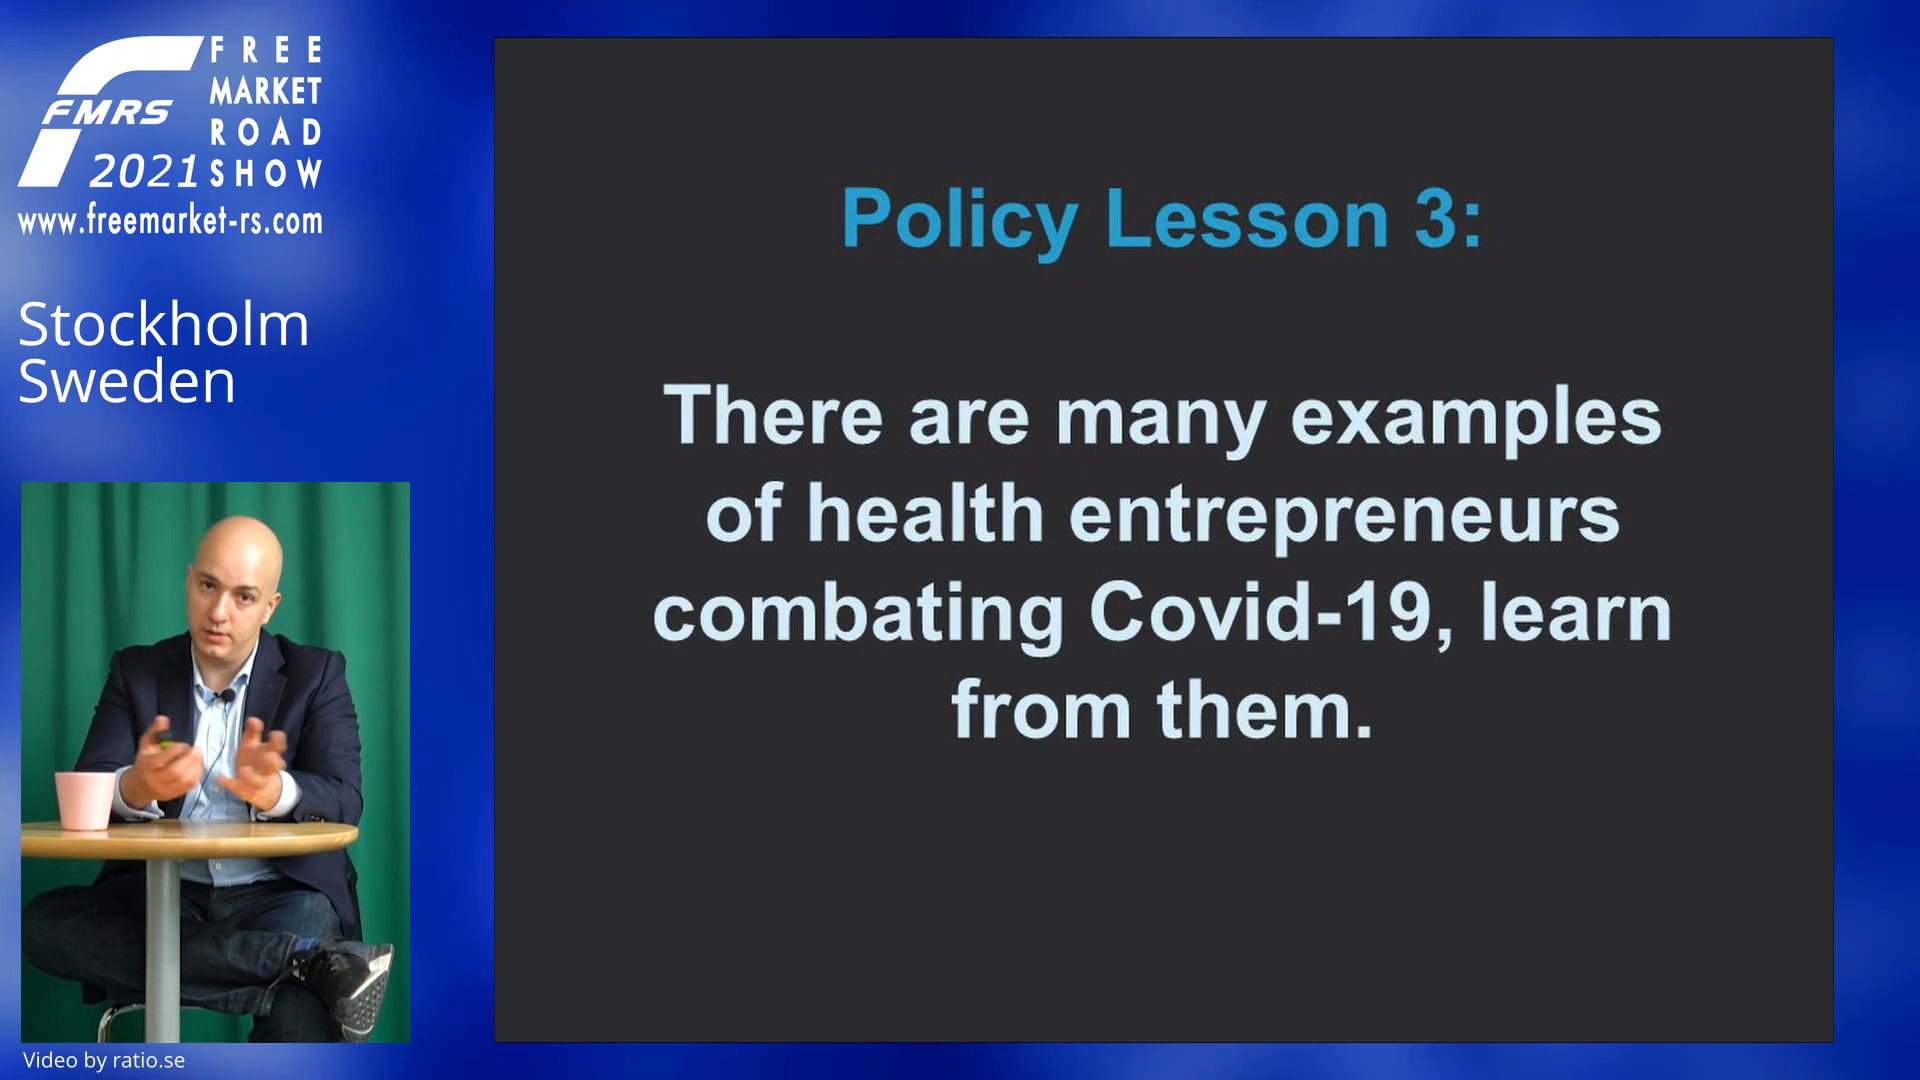 FREE
MARKET
ROAD
SHOW
FMRS
2021
www.freemarket-rs.com
Stockholm
Sweden
Policy Lesson 3:
There are many examples
of health entrepreneurs
combating Covid-19, learn
from them.
Video by ratio.se